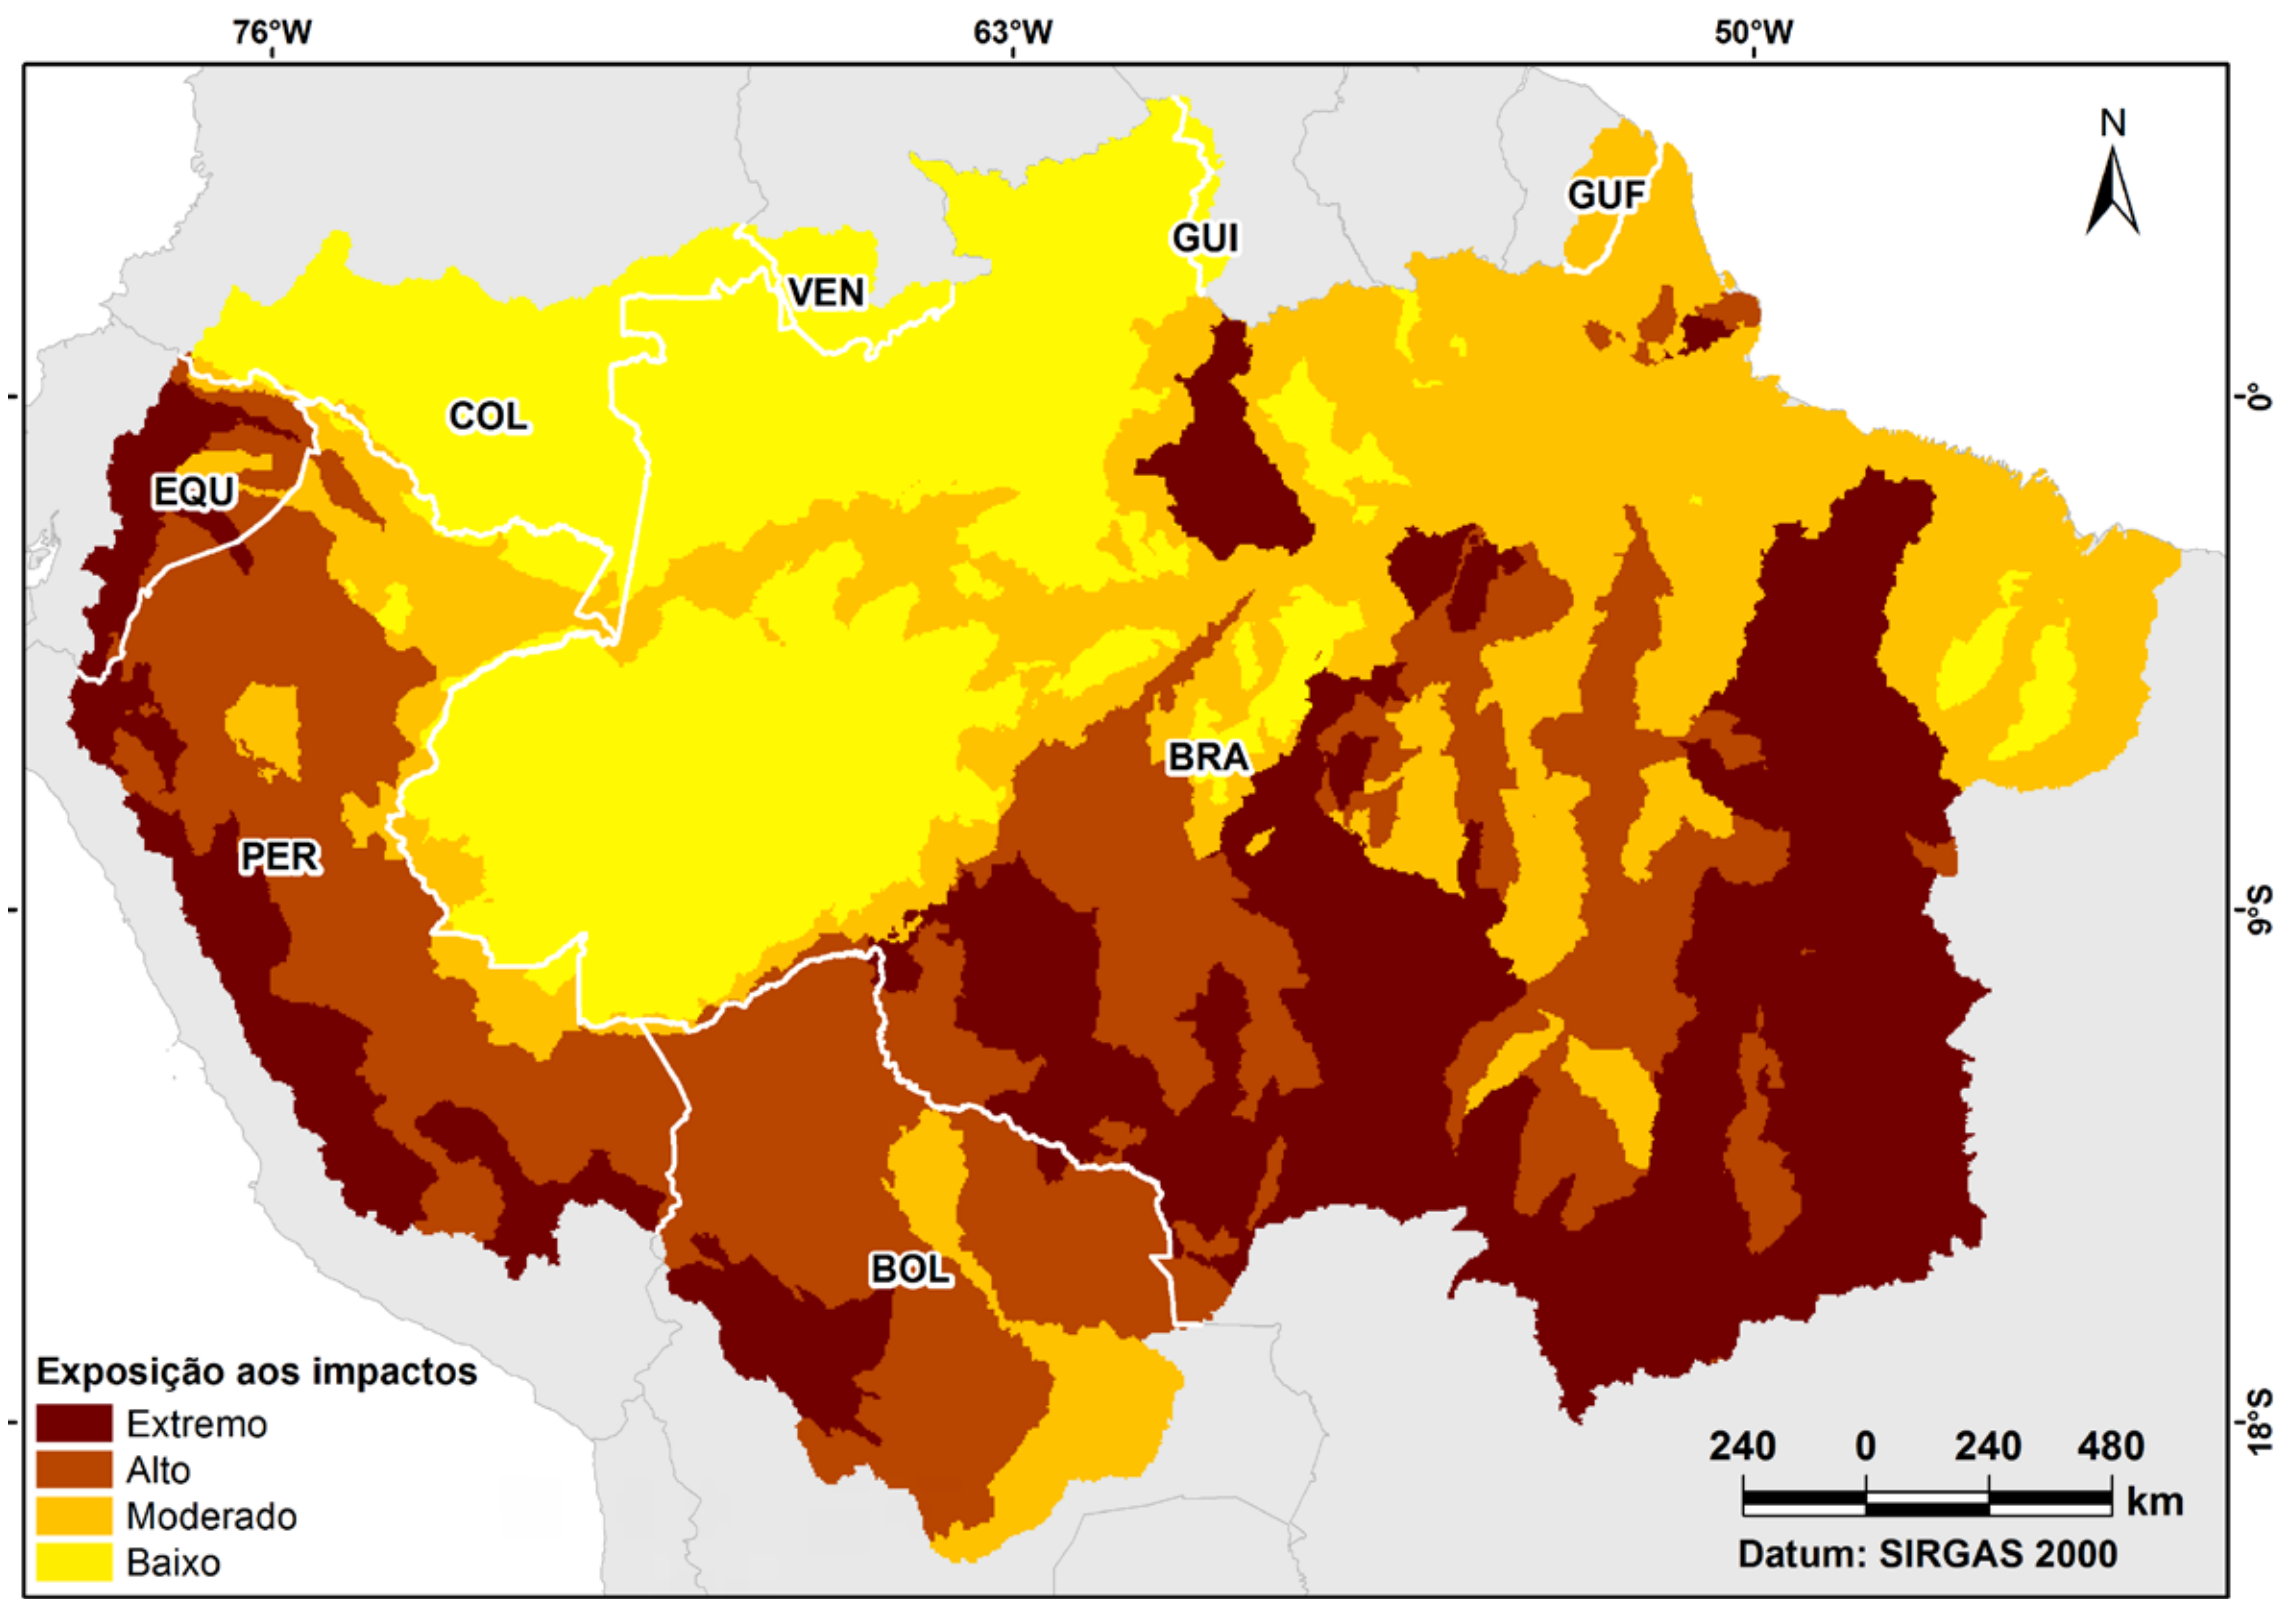 76°W 63°W 50°W
N
GUF
GUI
VEN
0°
COL
EQU
BRA
PER
9°S
BOL
Exposição aos impactos
Extremo
Alto
Moderado
Baixo
18°S
240 0 240 480
km
Datum: SIRGAS 2000